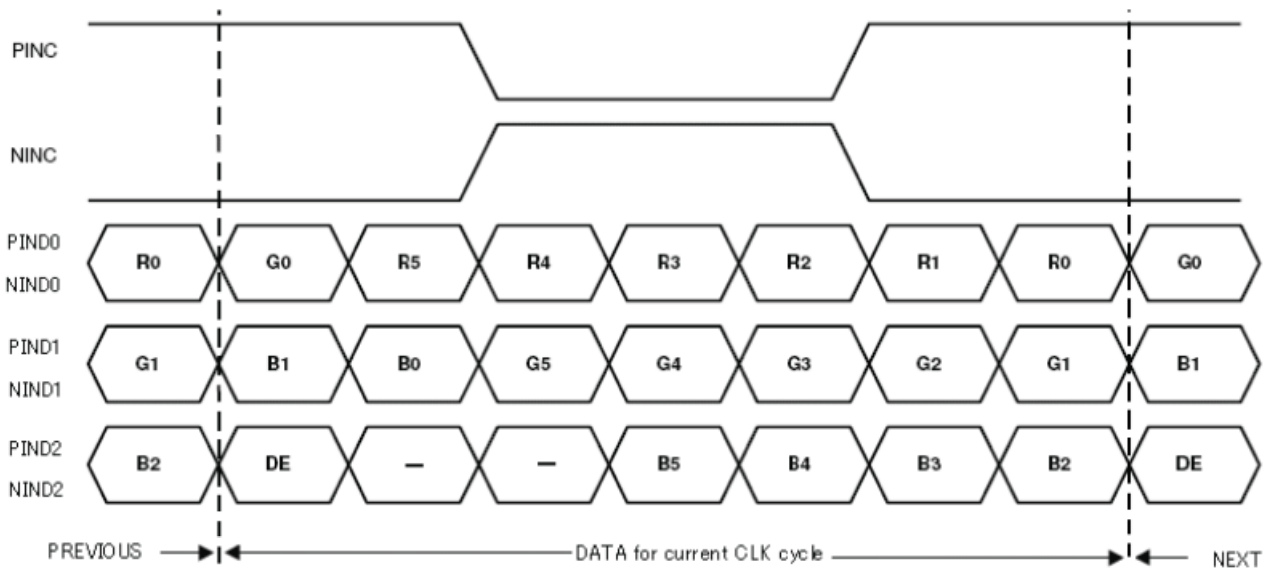 PINC
NINC
PIND0
NIND0
R0 G0 R5 R4 R3 R2 R1 R0 G0
PIND1
NIND1
G1 B1 B0 G5 G4 G3 G2 G1 B1
PIND2
NIND2
B2 DE — — B5 B4 B3 B2 DE
PREVIOUS DATA for current CLK cycle NEXT